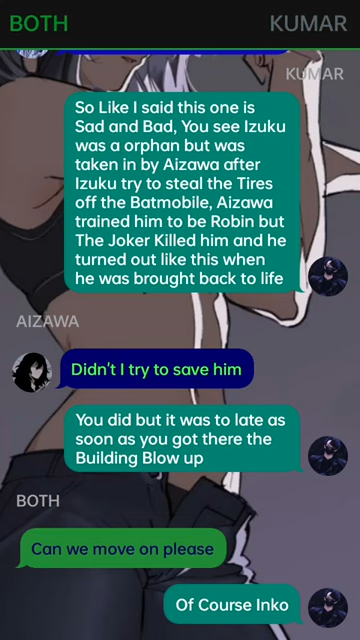 BOTH KUMAR
KUMAR
So Like I said this one is
Sad and Bad, You see Izuku
was a orphan but was
taken in by Aizawa after
Izuku try to steal the Tires
off the Batmobile, Aizawa
trained him to be Robin but
The Joker Killed him and he
turned out like this when
he was brought back to life
AIZAWA
Didn't I try to save him
You did but it was to late as
soon as you got there the
Building Blow up
BOTH
Can we move on please
Of Course Inko